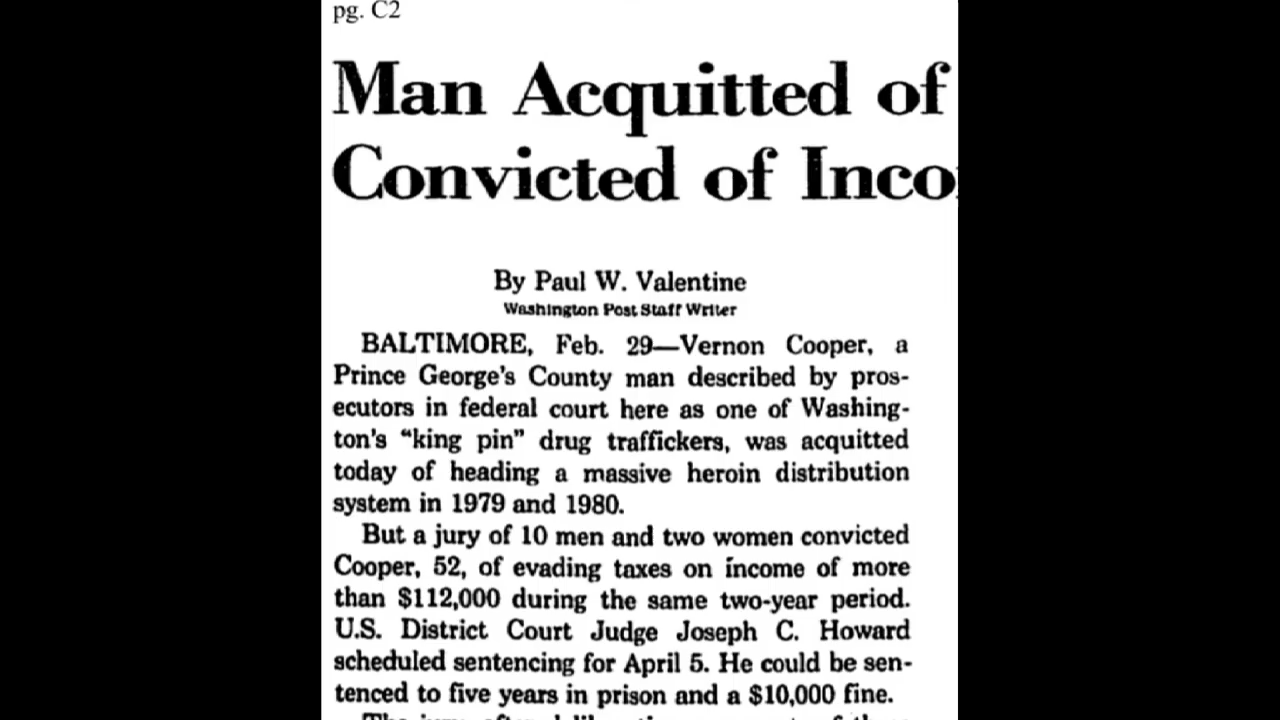 pg. C2
Man Acquitted of
Convicted of Inco
By Paul W. Valentine
Washington Post Staff Writer
BALTIMORE, Feb. 29—Vernon Cooper, a
Prince George's County man described by pros-
ecutors in federal court here as one of Washing-
ton's “king pin” drug traffickers, was acquitted
today of heading a massive heroin distribution
system in 1979 and 1980.
But a jury of 10 men and two women convicted
Cooper, 52, of evading taxes on income of more
than $112,000 during the same two-year period.
U.S. District Court Judge Joseph C. Howard
scheduled sentencing for April 5. He could be sen-
tenced to five years in prison and a $10,000 fine.